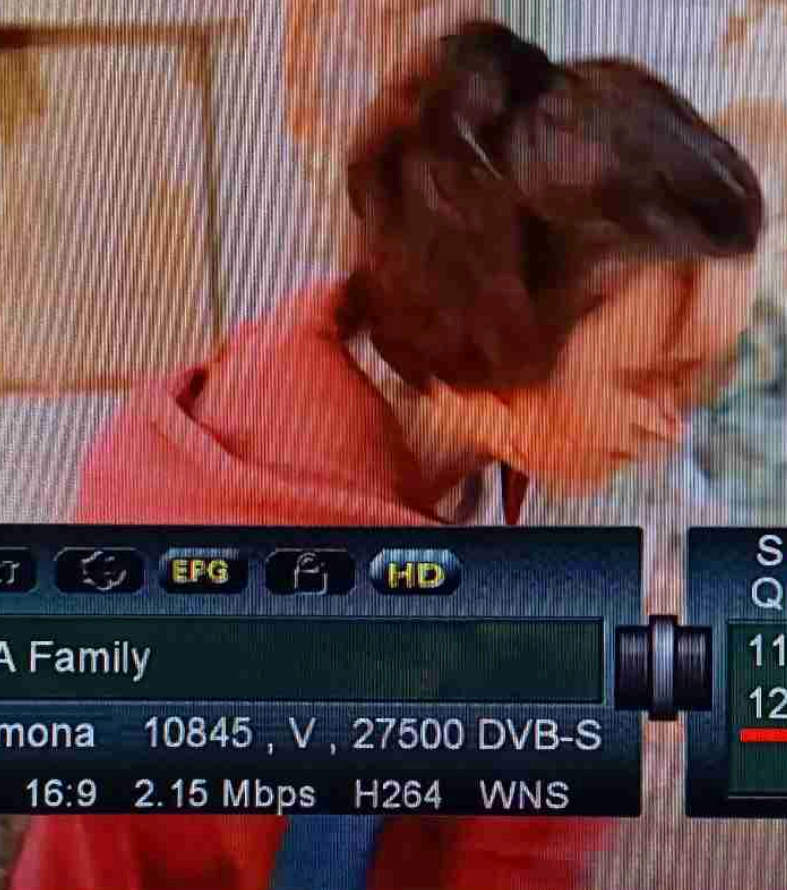 EPG HD
A Family
mona 10845 , V , 27500 DVB-S
16:9 2.15 Mbps H264 WNS
S
Q
11
12